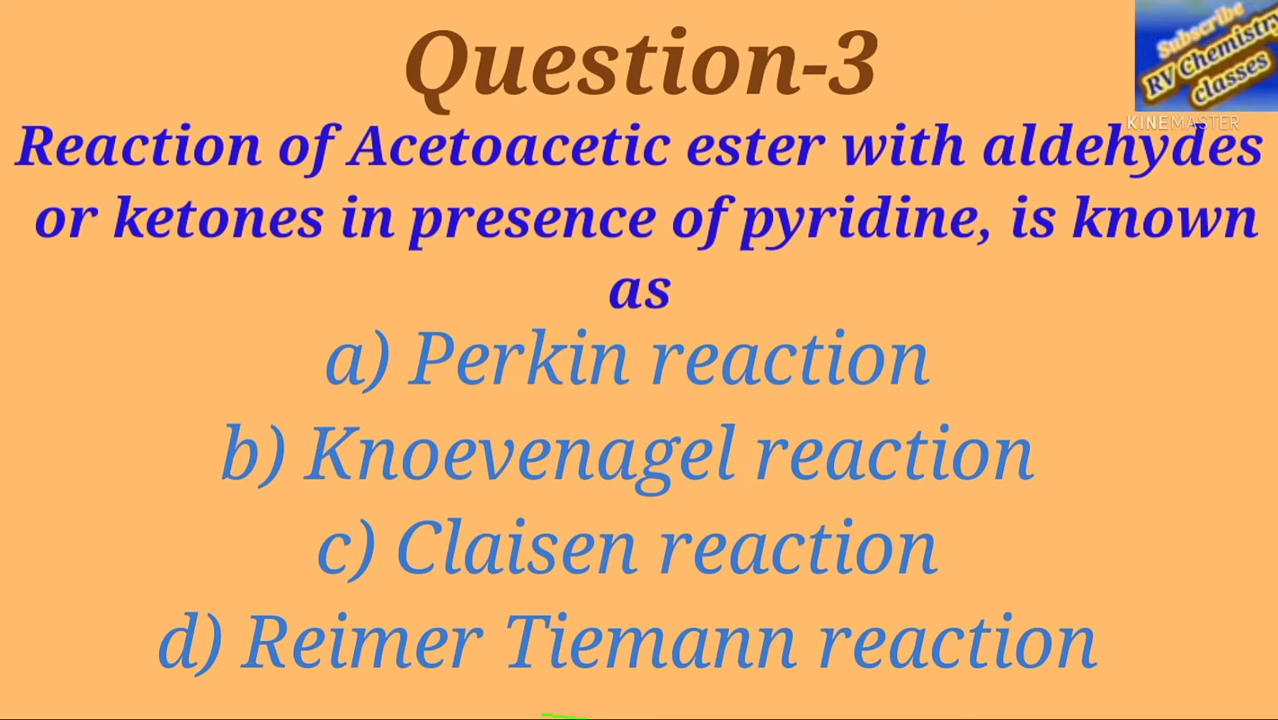 Question-3
Subscribe
RV Chemistry
classes
KINEMASTER
Reaction of Acetoacetic ester with aldehydes
or ketones in presence of pyridine, is known
as
a) Perkin reaction
b) Knoevenagel reaction
c) Claisen reaction
d) Reimer Tiemann reaction